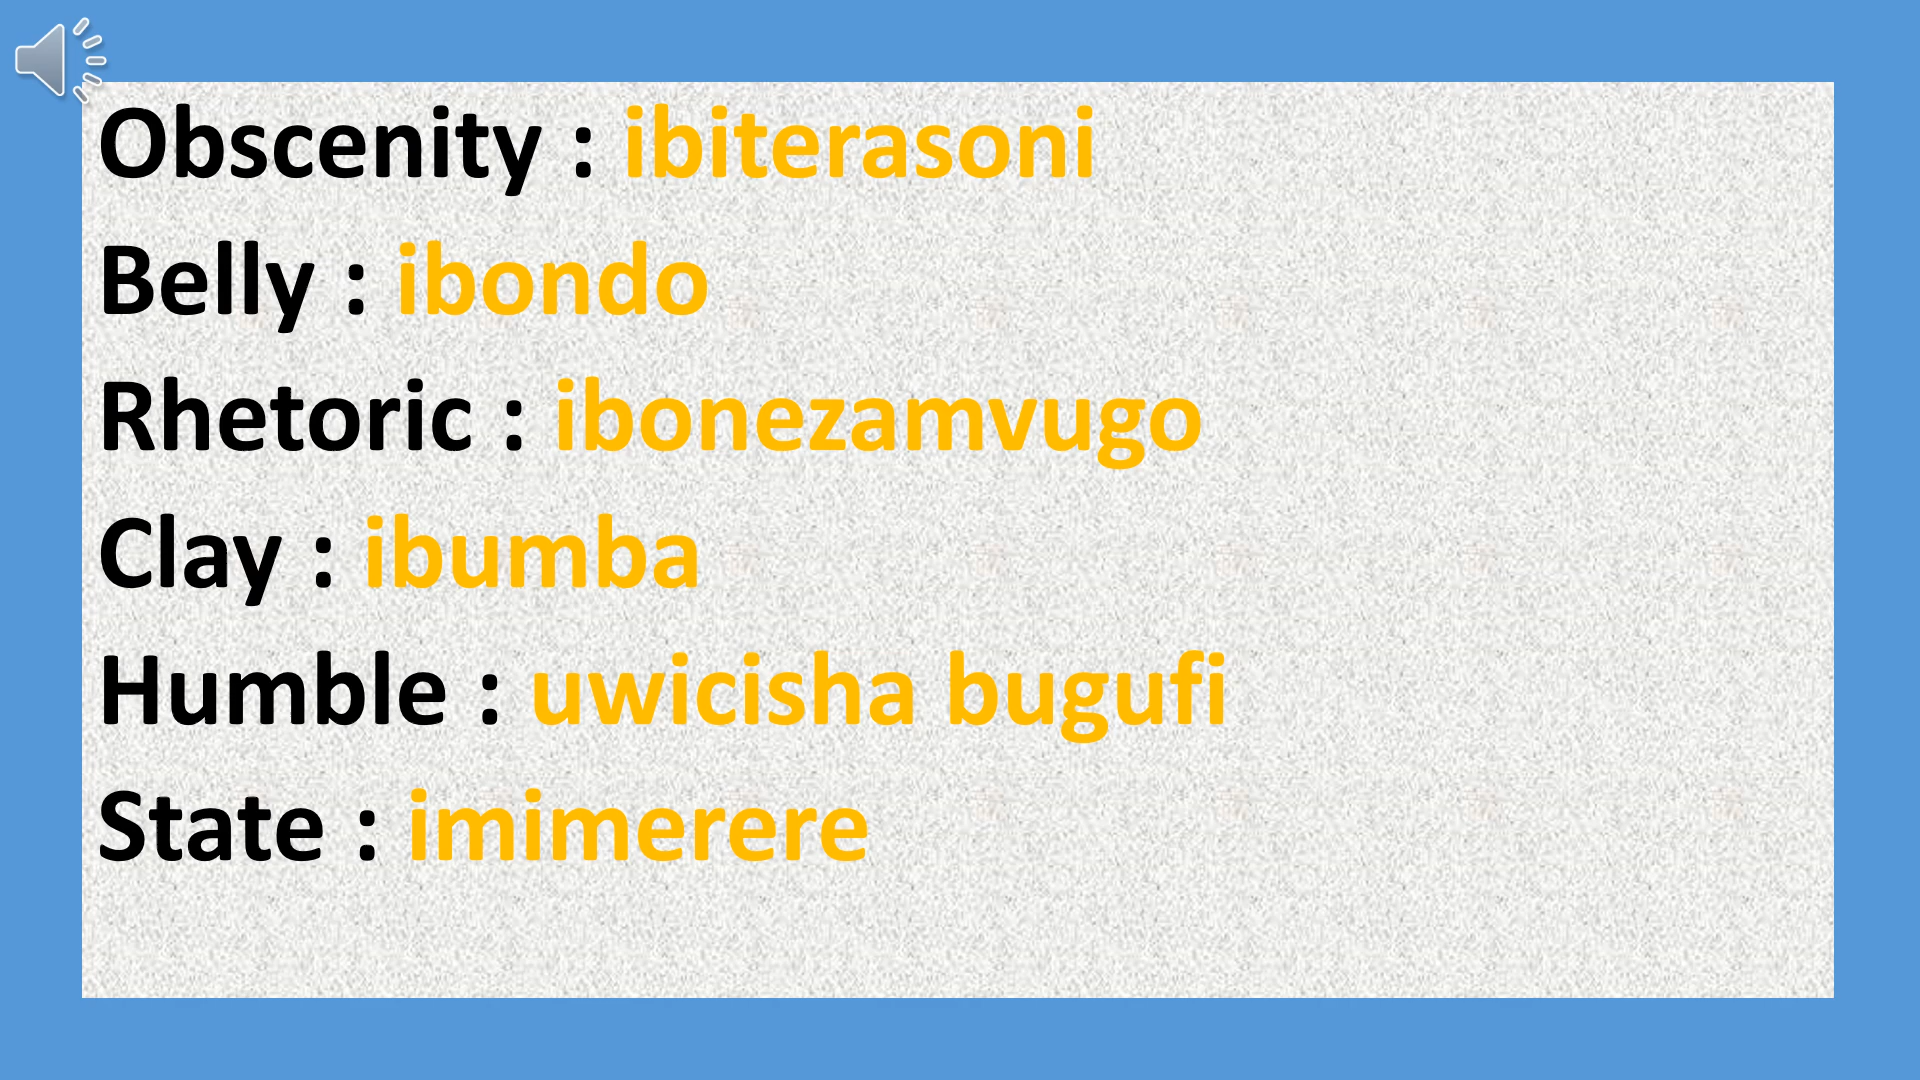 Obscenity : ibiterasoni
Belly : ibondo
Rhetoric : ibonezamvugo
Clay : ibumba
Humble : uwicisha bugufi
State : imimerere